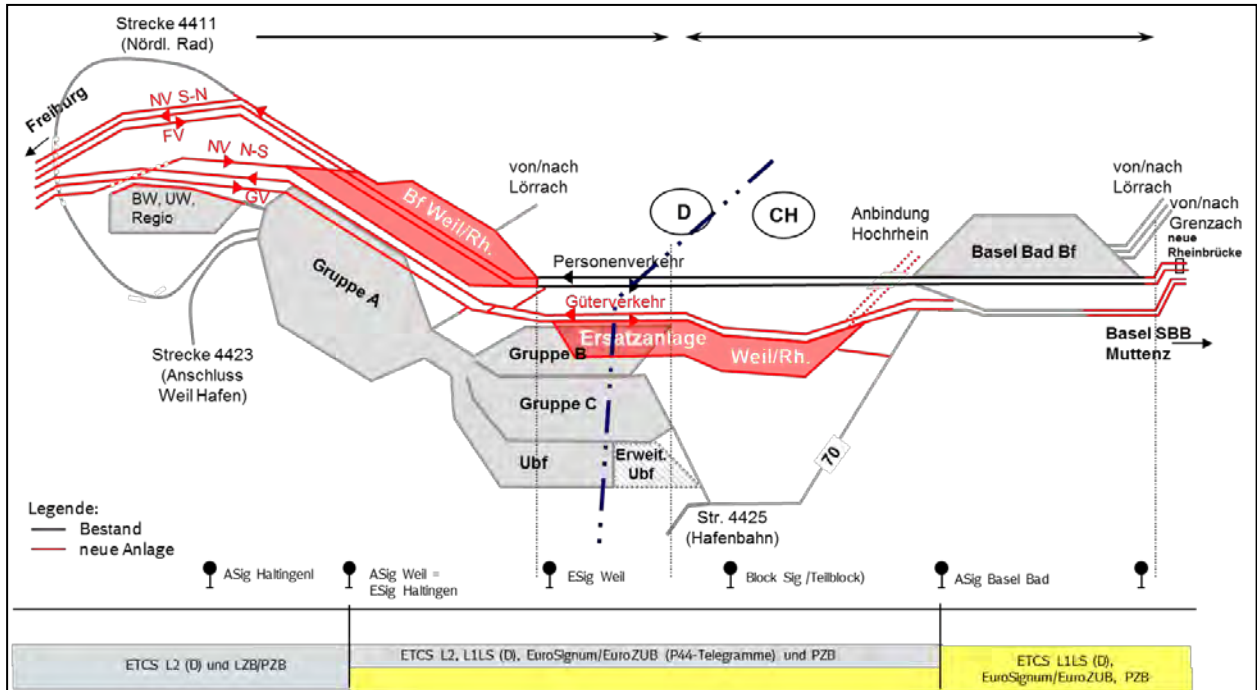 Strecke 4411
(Nördl. Rad)
Freiburg
NV S-N
FV
NV N-S
GV
BW, UW,
Regio
Bf Weil/Rh.
von/nach
Lörrach
D
CH
Anbindung
Hochrhein
von/nach
Lörrach
von/nach
Grenzach
neue
Rheinbrücke
Basel Bad Bf
Personenverkehr
Gruppe A
Güterverkehr
Ersatzanlage
Weil/Rh.
Gruppe B
Basel SBB
Muttenz
Strecke 4423
(Anschluss
Weil Hafen)
Gruppe C
Ubf
Erweit.
Ubf
70
Str. 4425
(Hafenbahn)
Legende:
Bestand
neue Anlage
ASig Haltingenl
ASig Weil =
ESig Haltingen
ESig Weil
Block Sig /Teilblock)
ASig Basel Bad
ETCS L2 (D) und LZB/PZB
ETCS L2, L1LS (D), EuroSignum/EuroZUB (P44-Telegramme) und PZB
ETCS L1LS (D),
EuroSignum/EuroZUB, PZB